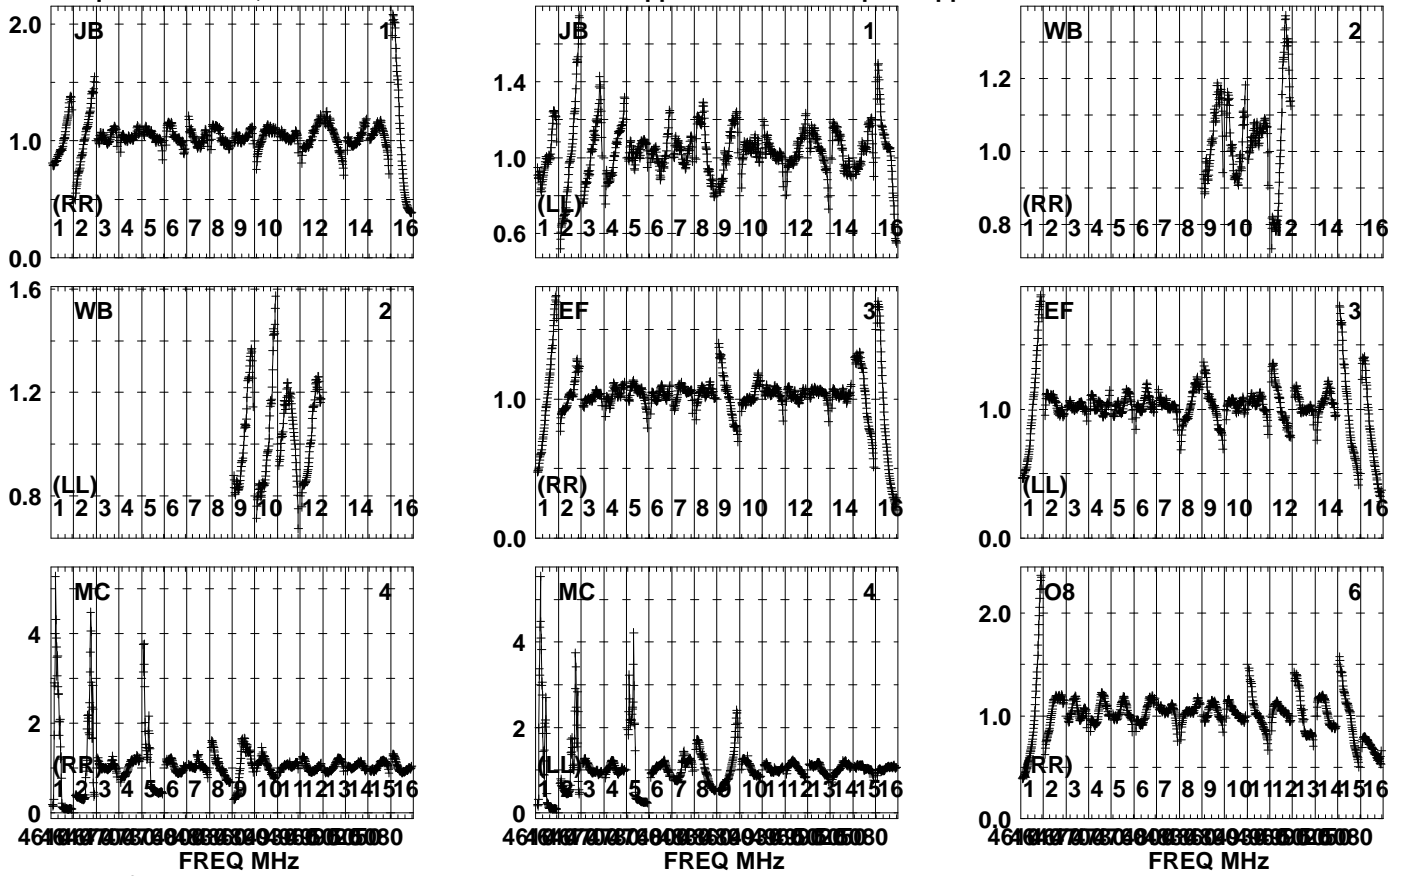 2.0 JB 1
1.0
(RR)
1 2 3 4 5 6 7 8 9 10 12 14 16
0.0
JB 1
1.4
1.0
(LL)
0.6
1 2 3 4 5 6 7 8 9 10 12 14 16
WB 2
1.2
1.0
(RR)
0.8
1 2 3 4 5 6 7 8 9 10 12 14 16
1.6
WB 2
1.2
(LL)
0.8
1 2 3 4 5 6 7 8 9 10 12 14 16
EF 3
1.0
(RR)
1 2 3 4 5 6 7 8 9 10 12 14 16
0.0
EF 3
1.0
(LL)
1 2 3 4 5 6 7 8 9 10 12 14 16
0.0
MC 4
4
2
(RR)
1 2 3 4 5 6 7 8 9 10 11 12 13 14 15 16
0
FREQ MHz
MC 4
4
2
(LL)
1 2 3 4 5 6 7 8 9 10 11 12 13 14 15 16
0
FREQ MHz
O8 6
2.0
1.0
(RR)
1 2 3 4 5 6 7 8 9 10 11 12 13 14 15 16
0.0
FREQ MHz